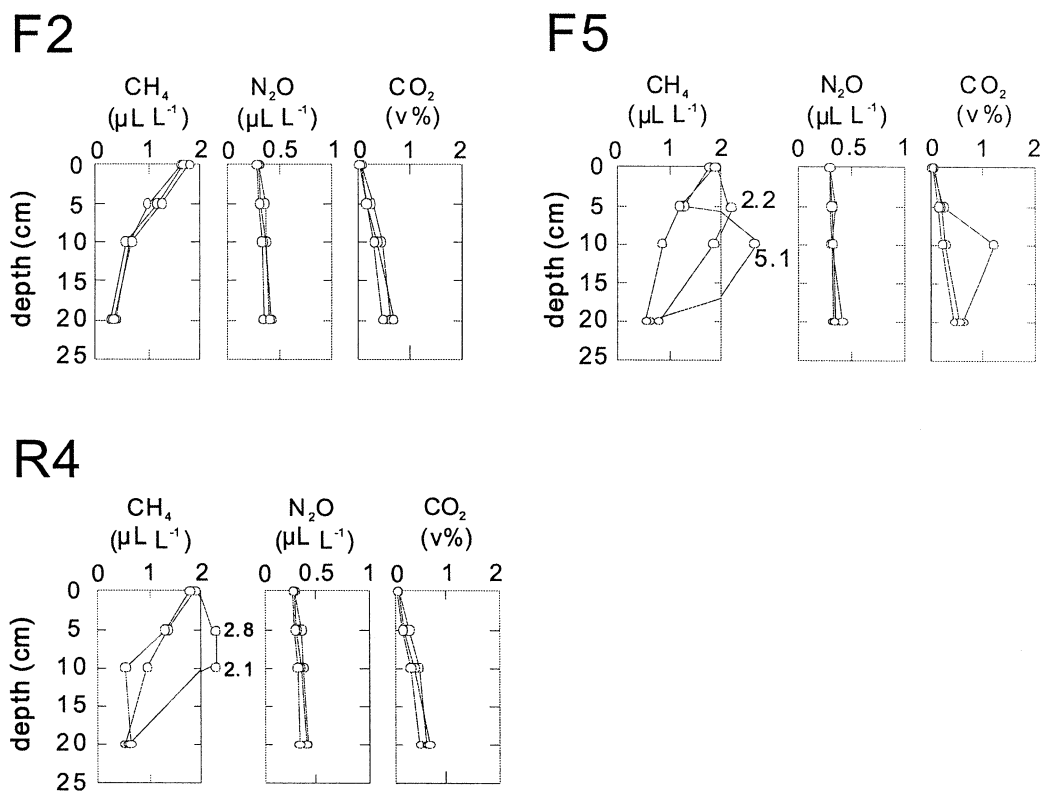 F2
CH₄ N₂O CO₂
(µL L⁻¹) (µL L⁻¹) (v%)
0 1 2 0 0.5 1 0 1 2
0
5
10
15
20
25
depth (cm)
F5
CH₄ N₂O CO₂
(µL L⁻¹) (µL L⁻¹) (v%)
0 1 2 0 0.5 1 0 1 2
0
5
10
15
20
25
depth (cm)
2.2
5.1
R4
CH₄ N₂O CO₂
(µL L⁻¹) (µL L⁻¹) (v%)
0 1 2 0 0.5 1 0 1 2
0
5
10
15
20
25
depth (cm)
2.8
2.1